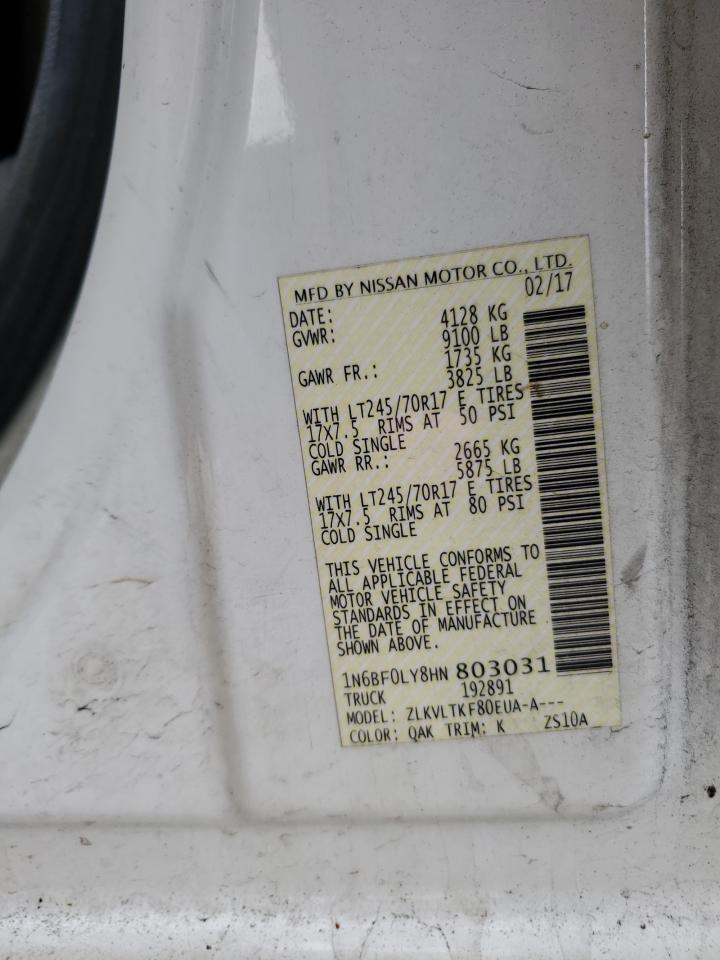 MFD BY NISSAN MOTOR CO., LTD.
DATE: 02/17
GVWR: 4128 KG
9100 LB
GAWR FR.: 1735 KG
3825 LB
WITH LT245/70R17 E TIRES
17X7.5 RIMS AT 50 PSI
COLD SINGLE
GAWR RR.: 2665 KG
5875 LB
WITH LT245/70R17 E TIRES
17X7.5 RIMS AT 80 PSI
COLD SINGLE
THIS VEHICLE CONFORMS TO
ALL APPLICABLE FEDERAL
MOTOR VEHICLE SAFETY
STANDARDS IN EFFECT ON
THE DATE OF MANUFACTURE
SHOWN ABOVE.
1N6BF0LY8HN 803031
TRUCK 192891
MODEL: ZLKVLTKF80EUA-A---
COLOR: QAK TRIM: K ZS10A